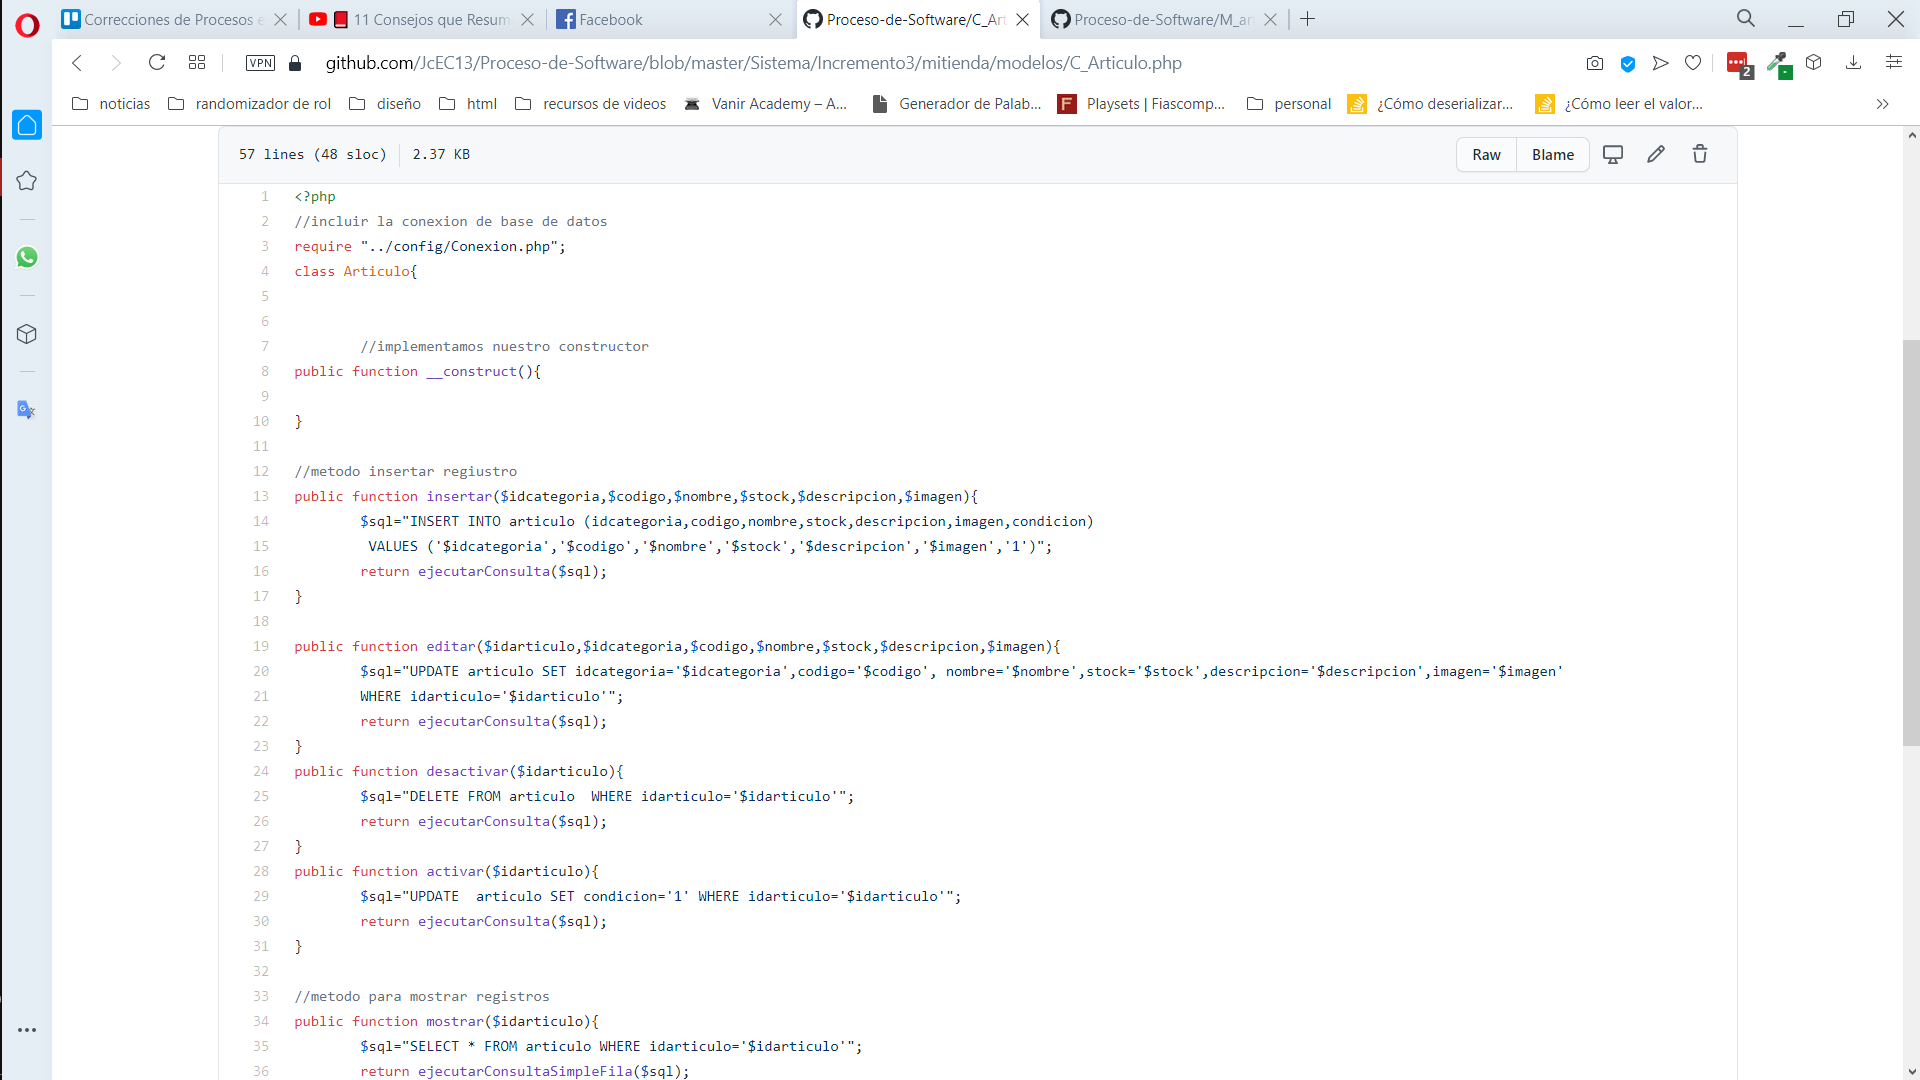 Correcciones de Procesos e
11 Consejos que Resum
Facebook
Proceso-de-Software/C_Art
Proceso-de-Software/M_ar
VPN
github.com/JcEC13/Proceso-de-Software/blob/master/Sistema/Incremento3/mitienda/modelos/C_Articulo.php
2
noticias
randomizador de rol
diseño
html
recursos de videos
Vanir Academy – A...
Generador de Palab...
Playsets | Fiascomp...
personal
¿Cómo deserializar...
¿Cómo leer el valor...
57 lines (48 sloc) 2.37 KB
Raw
Blame
1 <?php
2 //incluir la conexion de base de datos
3 require "../config/Conexion.php";
4 class Articulo{
5
6
7 //implementamos nuestro constructor
8 public function __construct(){
9
10 }
11
12 //metodo insertar regiustro
13 public function insertar($idcategoria,$codigo,$nombre,$stock,$descripcion,$imagen){
14 $sql="INSERT INTO articulo (idcategoria,codigo,nombre,stock,descripcion,imagen,condicion)
15 VALUES ('$idcategoria','$codigo','$nombre','$stock','$descripcion','$imagen','1')";
16 return ejecutarConsulta($sql);
17 }
18
19 public function editar($idarticulo,$idcategoria,$codigo,$nombre,$stock,$descripcion,$imagen){
20 $sql="UPDATE articulo SET idcategoria='$idcategoria',codigo='$codigo', nombre='$nombre',stock='$stock',descripcion='$descripcion',imagen='$imagen'
21 WHERE idarticulo='$idarticulo'";
22 return ejecutarConsulta($sql);
23 }
24 public function desactivar($idarticulo){
25 $sql="DELETE FROM articulo  WHERE idarticulo='$idarticulo'";
26 return ejecutarConsulta($sql);
27 }
28 public function activar($idarticulo){
29 $sql="UPDATE  articulo SET condicion='1' WHERE idarticulo='$idarticulo'";
30 return ejecutarConsulta($sql);
31 }
32
33 //metodo para mostrar registros
34 public function mostrar($idarticulo){
35 $sql="SELECT * FROM articulo WHERE idarticulo='$idarticulo'";
36 return ejecutarConsultaSimpleFila($sql);